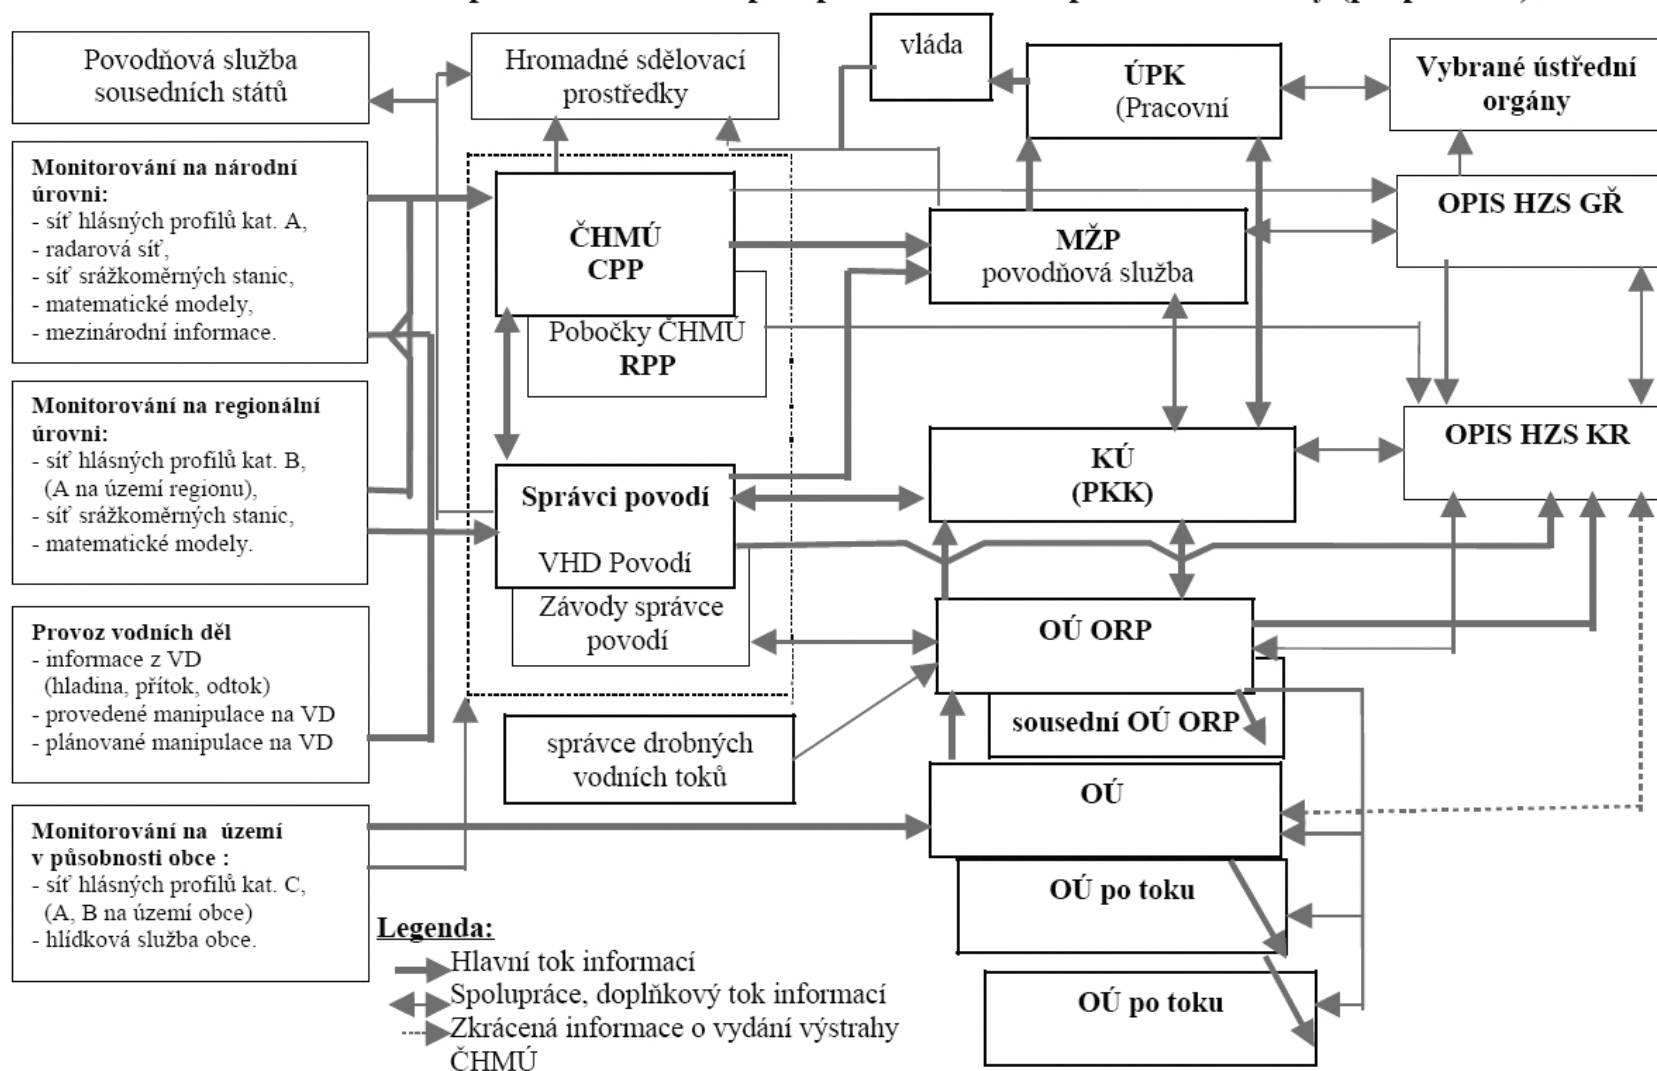 Povodňová služba
sousedních států
Hromadné sdělovací
prostředky
vláda
ÚPK
(Pracovní
Vybrané ústřední
orgány
Monitorování na národní
úrovni:
- síť hlásných profilů kat. A,
- radarová síť,
- síť srážkoměrných stanic,
- matematické modely,
- mezinárodní informace.
ČHMÚ
CPP
Pobočky ČHMÚ
RPP
MŽP
povodňová služba
OPIS HZS GŘ
Monitorování na regionální
úrovni:
- síť hlásných profilů kat. B,
(A na území regionu),
- síť srážkoměrných stanic,
- matematické modely.
Správci povodí
VHD Povodí
Závody správce
povodí
KÚ
(PKK)
OPIS HZS KR
Provoz vodních děl
- informace z VD
(hladina, přítok, odtok)
- provedené manipulace na VD
- plánované manipulace na VD
správce drobných
vodních toků
OÚ ORP
sousední OÚ ORP
OÚ
Monitorování na území
v působnosti obce :
- síť hlásných profilů kat. C,
(A, B na území obce)
- hlídková služba obce.
OÚ po toku
OÚ po toku
Legenda:
Hlavní tok informací
Spolupráce, doplňkový tok informací
Zkrácená informace o vydání výstrahy
ČHMÚ